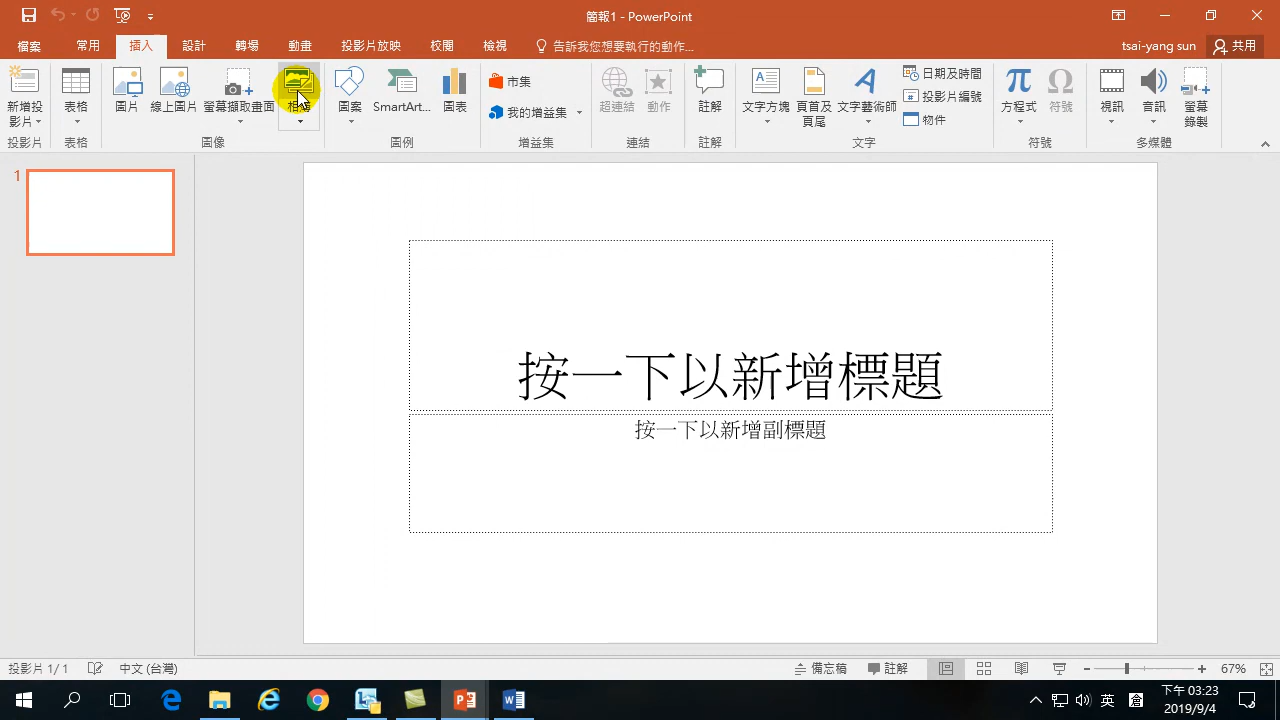 簡報1 - PowerPoint
檔案 常用 插入 設計 轉場 動畫 投影片放映 校閱 檢視 告訴我您想要執行的動作... tsai-yang sun 共用
新增投影片
表格
圖片
線上圖片
螢幕擷取畫面
圖案
SmartArt...
圖表
市集
我的增益集
超連結
動作
註解
文字方塊
頁首及頁尾
文字藝術師
日期及時間
投影片編號
物件
方程式
符號
視訊
音訊
螢幕錄製
投影片 表格 圖像 圖例 增益集 連結 註解 文字 符號 多媒體
1
按一下以新增標題
按一下以新增副標題
投影片 1/1 中文 (台灣) 備忘稿 註解 67%
英
下午 03:23
2019/9/4